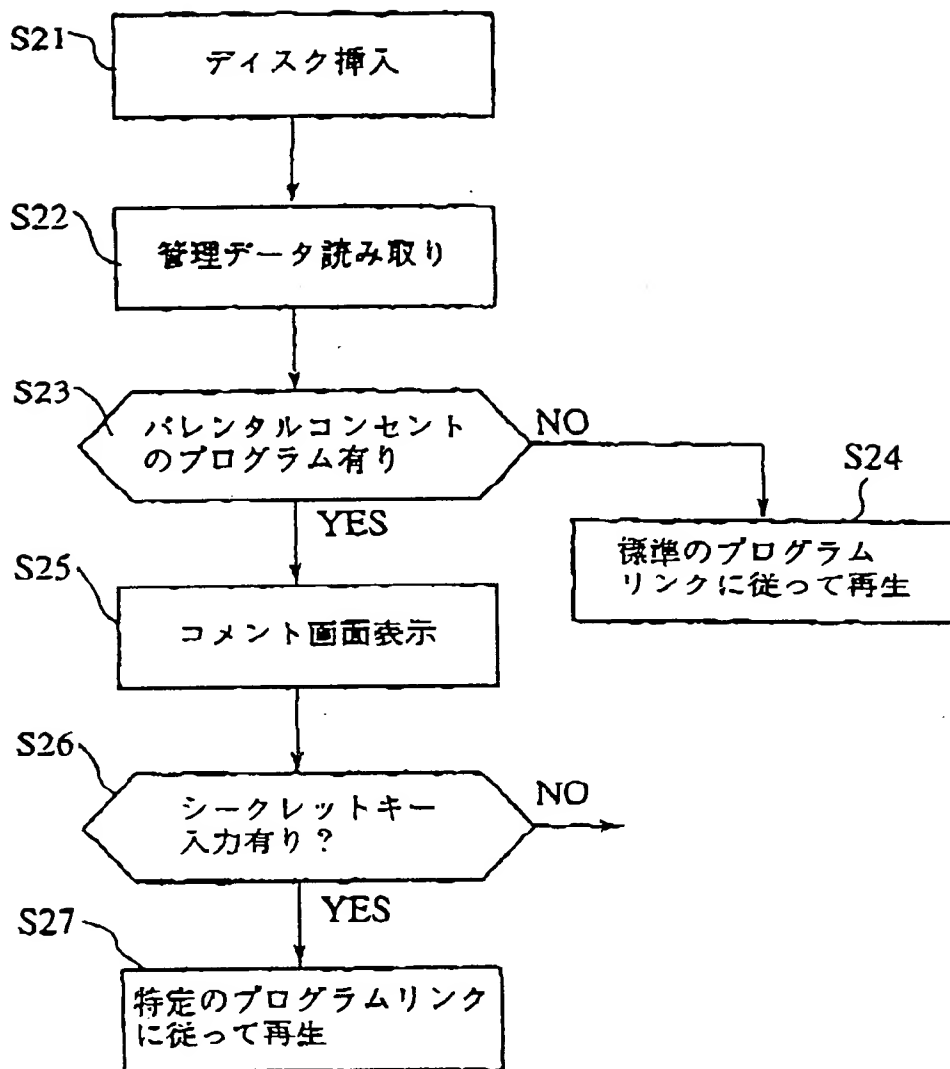 S21
ディスク挿入
S22
管理データ読み取り
S23
パレンタルコンセント
のプログラム有り
NO
YES
S24
標準のプログラム
リンクに従って再生
S25
コメント画面表示
S26
シークレットキー
入力有り？
NO
YES
S27
特定のプログラムリンク
に従って再生